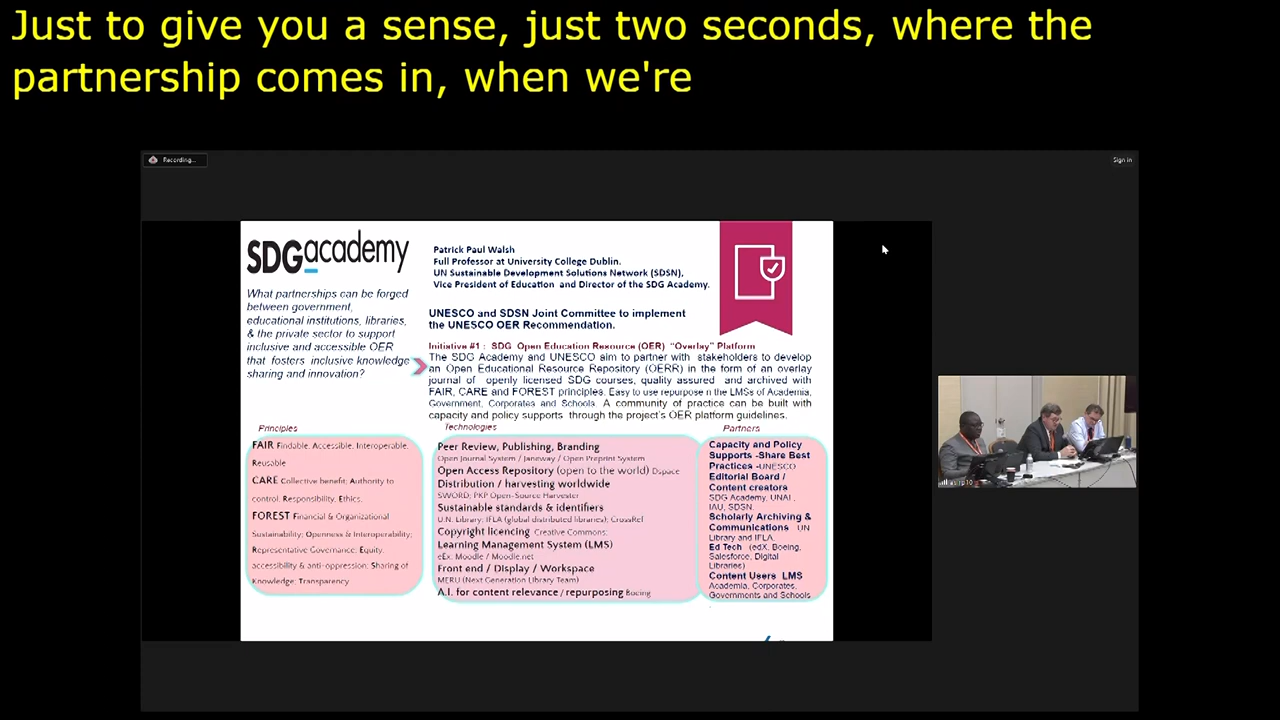 Just to give you a sense, just two seconds, where the
partnership comes in, when we're
Recording...
Sign in
SDGacademy
What partnerships can be forged
between government,
educational institutions, libraries,
& the private sector to support
inclusive and accessible OER
that fosters inclusive knowledge
sharing and innovation?
Patrick Paul Walsh
Full Professor at University College Dublin.
UN Sustainable Development Solutions Network (SDSN),
Vice President of Education and Director of the SDG Academy.
UNESCO and SDSN Joint Committee to implement
the UNESCO OER Recommendation.
Initiative #1 : SDG Open Education Resource (OER) "Overlay" Platform
The SDG Academy and UNESCO aim to partner with stakeholders to develop
an Open Educational Resource Repository (OERR) in the form of an overlay
journal of openly licensed SDG courses, quality assured and archived with
FAIR, CARE and FOREST principles. Easy to use repurpose n the LMSs of Academia,
Government, Corporates and Schools. A community of practice can be built with
capacity and policy supports through the project's OER platform guidelines.
Principles
FAIR Findable, Accessible, Interoperable,
Reusable
CARE Collective benefit; Authority to
control, Responsibility, Ethics.
FOREST Financial & Organizational
Sustainability; Openness & Interoperability;
Representative Governance; Equity,
accessibility & anti-oppression; Sharing of
Knowledge; Transparency
Technologies
Peer Review, Publishing, Branding
Open Journal System / Janeway / Open Preprint System
Open Access Repository (open to the world) Dspace
Distribution / harvesting worldwide
SWORD; PKP Open-Source Harvester
Sustainable standards & identifiers
U.N. Library; IFLA (global distributed libraries); CrossRef
Copyright licencing Creative Commons;
Learning Management System (LMS)
eEx: Moodle / Moodle.net
Front end / Display / Workspace
MERU (Next Generation Library Team)
A.I. for content relevance / repurposing Boeing
Partners
Capacity and Policy
Supports -Share Best
Practices -UNESCO
Editorial Board /
Content creators
SDG Academy, UNAI ,
IAU, SDSN.
Scholarly Archiving &
Communications UN
Library and IFLA.
Ed Tech (edX, Boeing,
Salesforce, Digital
Libraries)
Content Users LMS
Academia, Corporates,
Governments and Schools
.